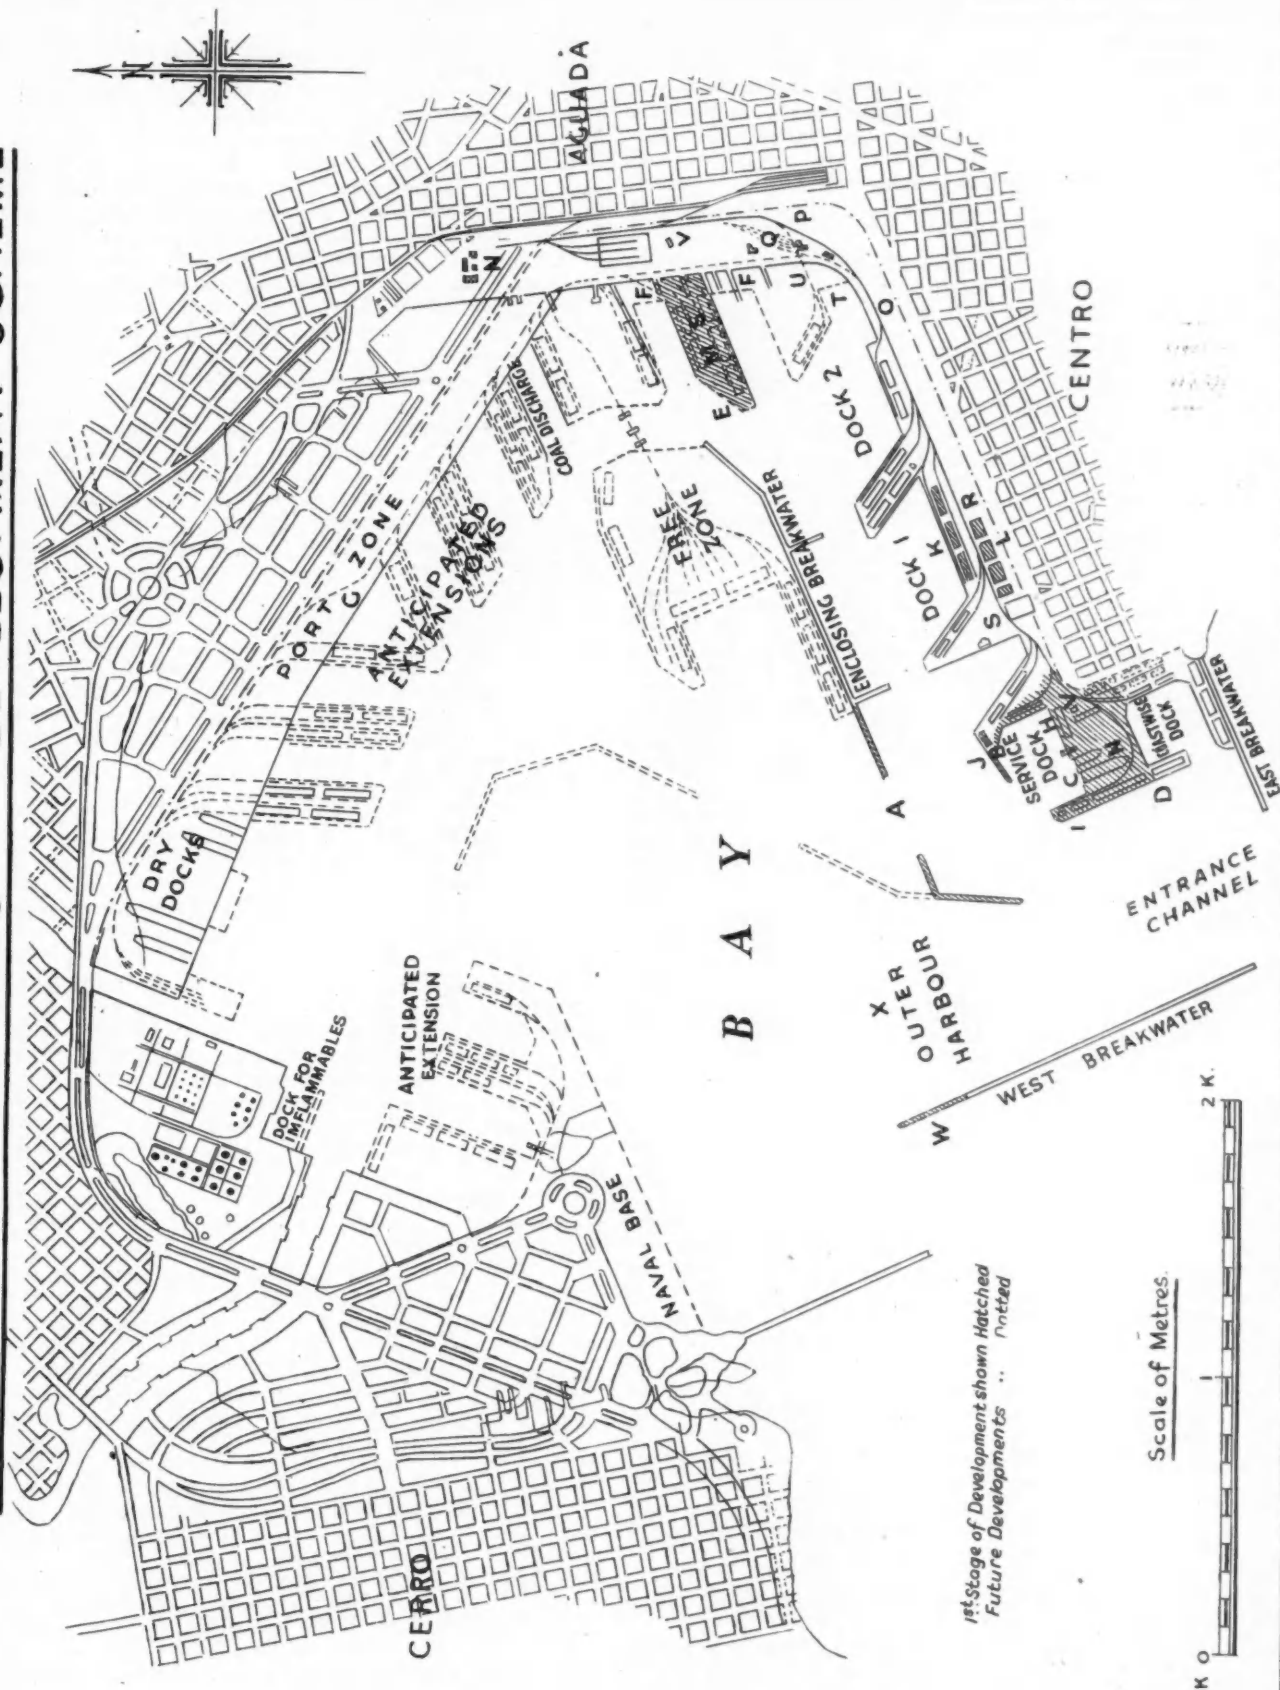 N
AGUADA
CERRO
CENTRO
PORT ZONE
G
DRY
DOCKS
DOCK FOR
IMFLAMMABLES
ANTICIPATED
EXTENSION
ANTICIPATED
EXTENSIONS
COAL DISCHARGE
FREE
ZONE
ENCLOSING BREAKWATER
NAVAL BASE
BAY
N
V
Q
P
F
F
U
T
O
M S
E
DOCK 2
DOCK 1
K
R
L
S
S
J
B
SERVICE
DOCK
H
C
I
M
D
DOCK
EAST BREAKWATER
A
ENTRANCE
CHANNEL
X
OUTER
HARBOUR
W
WEST BREAKWATER
1st Stage of Development shown Hatched
Future Developments " Dotted
Scale of Metres.
K 0
1
2 K.